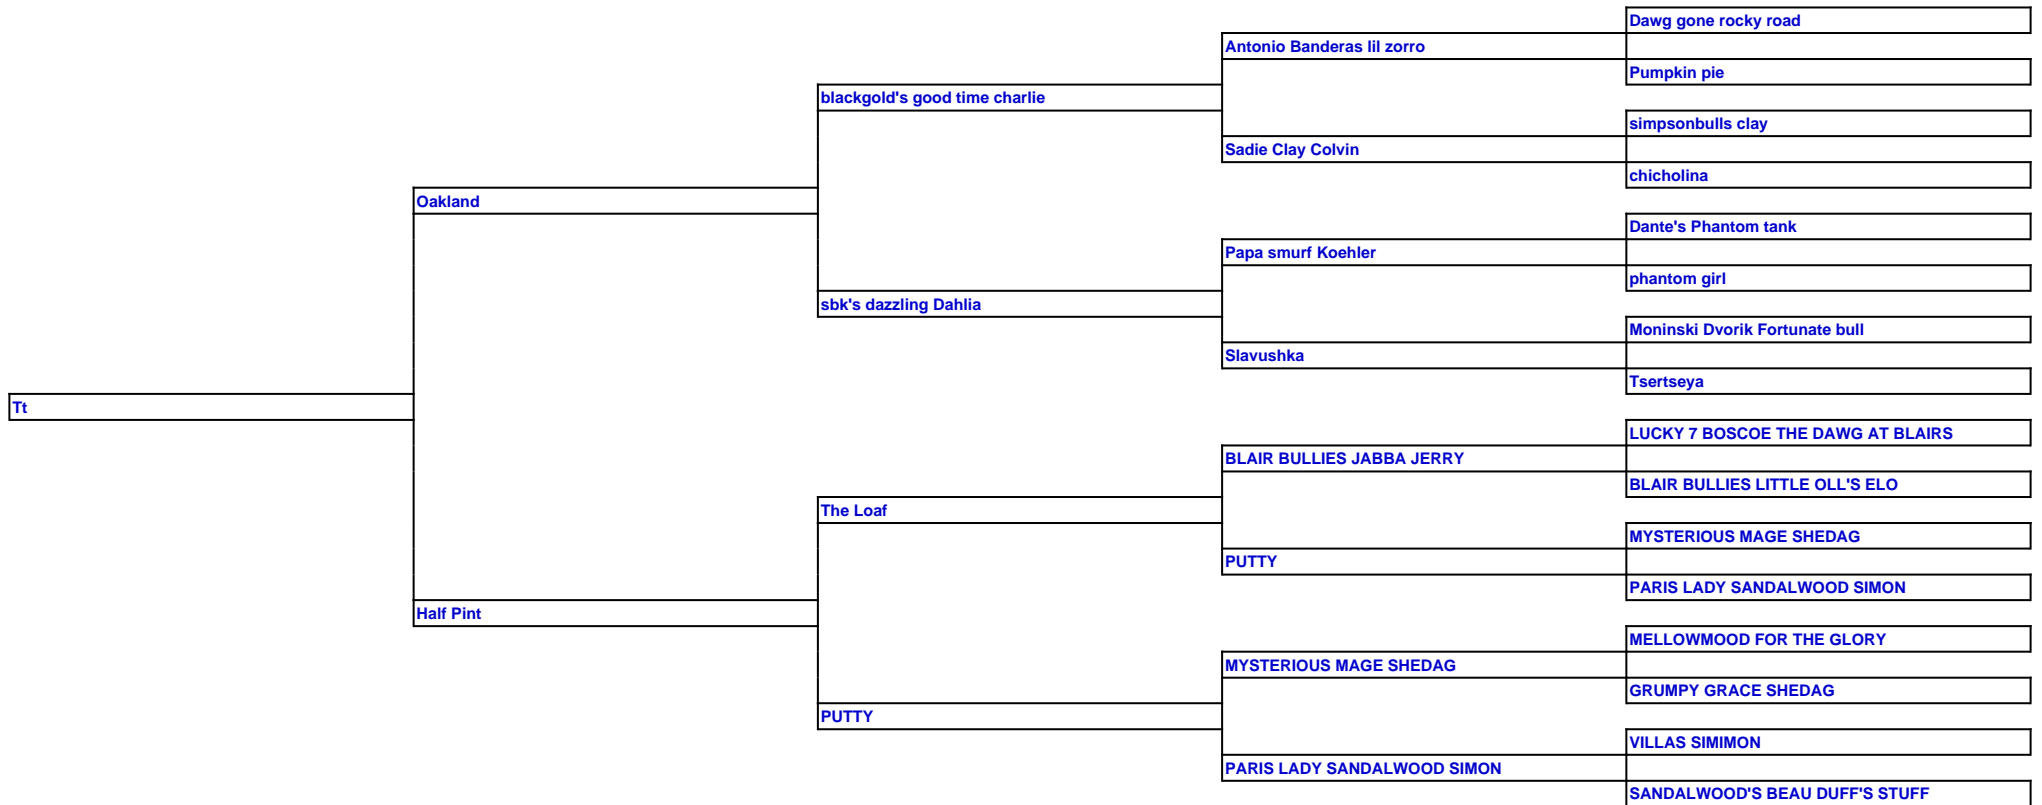 Dawg gone rocky road
Antonio Banderas lil zorro
Pumpkin pie
blackgold's good time charlie
simpsonbulls clay
Sadie Clay Colvin
chicholina
Oakland
Dante's Phantom tank
Papa smurf Koehler
phantom girl
sbk's dazzling Dahlia
Moninski Dvorik Fortunate bull
Slavushka
Tsertseya
Tt
LUCKY 7 BOSCOE THE DAWG AT BLAIRS
BLAIR BULLIES JABBA JERRY
BLAIR BULLIES LITTLE OLL'S ELO
The Loaf
MYSTERIOUS MAGE SHEDAG
PUTTY
PARIS LADY SANDALWOOD SIMON
Half Pint
MELLOWMOOD FOR THE GLORY
MYSTERIOUS MAGE SHEDAG
GRUMPY GRACE SHEDAG
PUTTY
VILLAS SIMIMON
PARIS LADY SANDALWOOD SIMON
SANDALWOOD'S BEAU DUFF'S STUFF